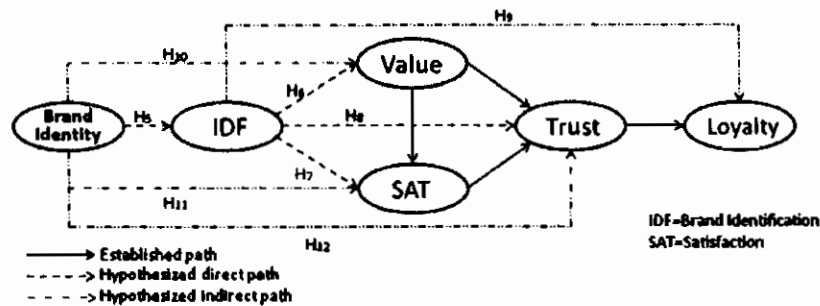 H9
H10
Value
H6
Brand
Identity
H5
IDF
H8
Trust
Loyalty
H7
SAT
H11
H12
IDF=Brand Identification
SAT=Satisfaction
Established path
Hypothesized direct path
Hypothesized indirect path